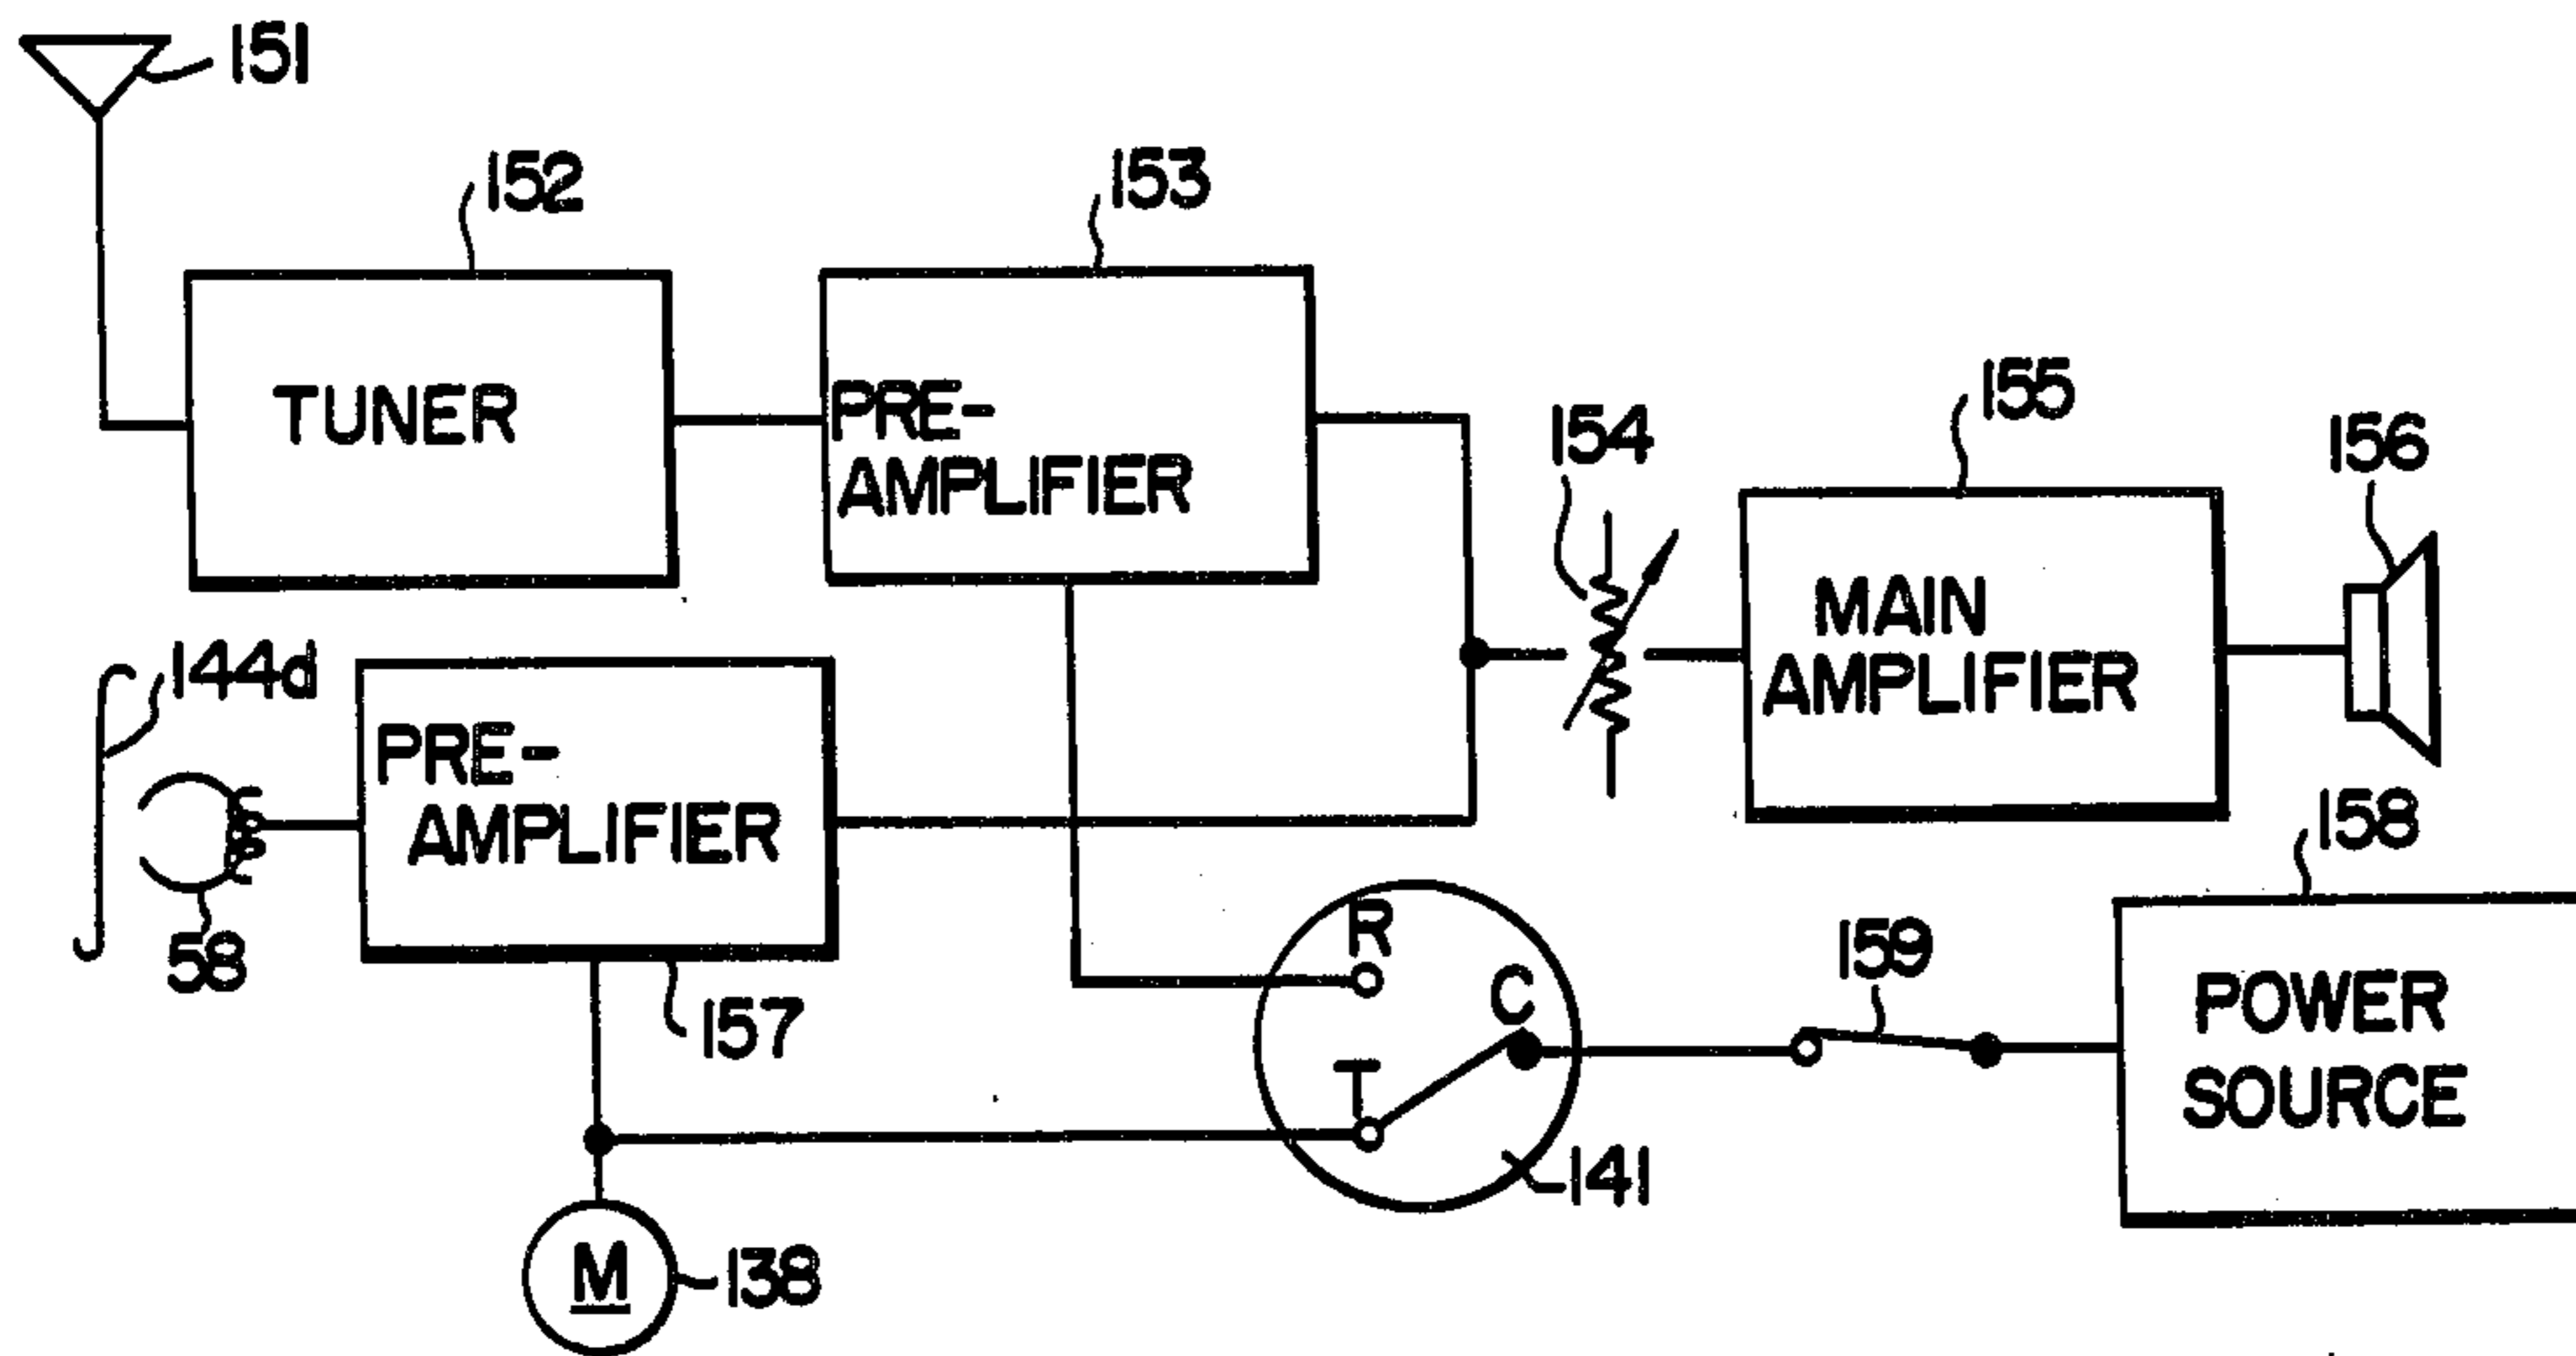 151
152
153
TUNER
PRE-
AMPLIFIER
154
155
156
MAIN
AMPLIFIER
144d
PRE-
AMPLIFIER
58
157
158
R
C
T
159
141
POWER
SOURCE
M
138